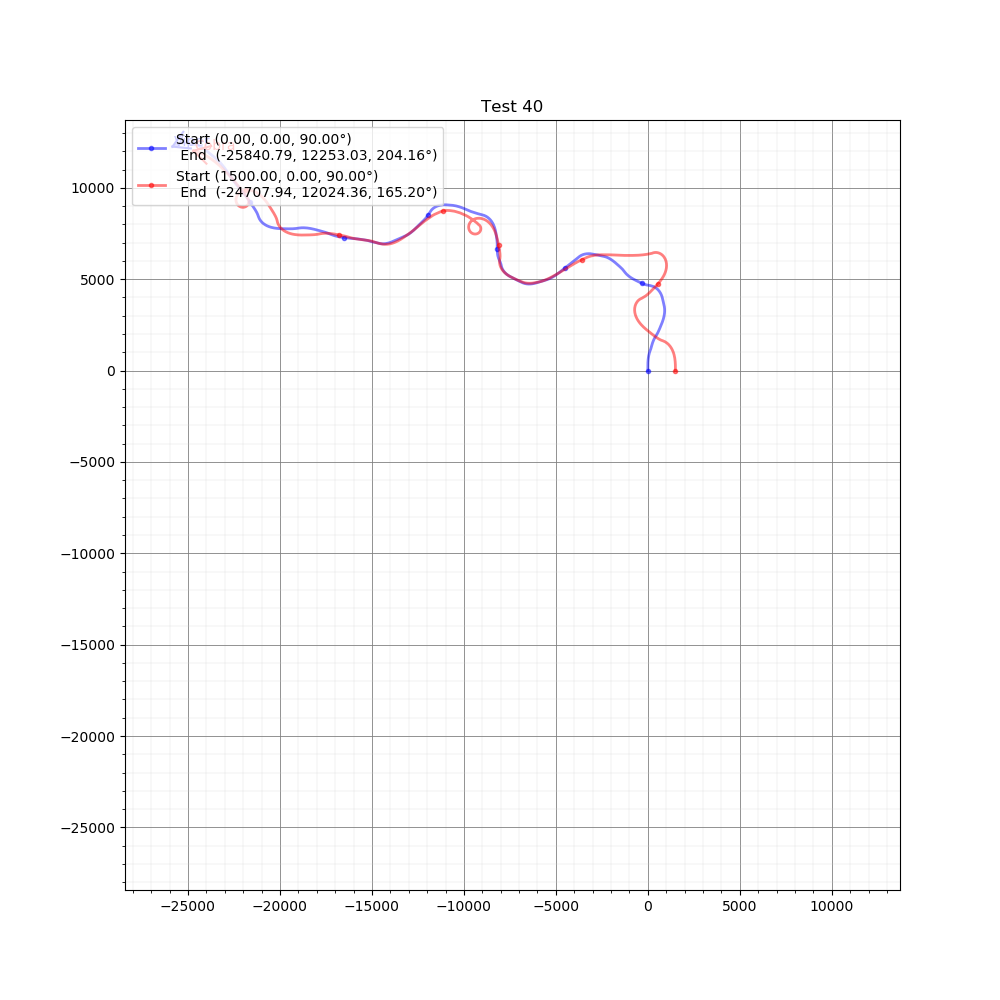 Test 40
Start (0.00, 0.00, 90.00°)
End  (-25840.79, 12253.03, 204.16°)
Start (1500.00, 0.00, 90.00°)
End  (-24707.94, 12024.36, 165.20°)
10000
5000
0
−5000
−10000
−15000
−20000
−25000
−25000 −20000 −15000 −10000 −5000 0 5000 10000